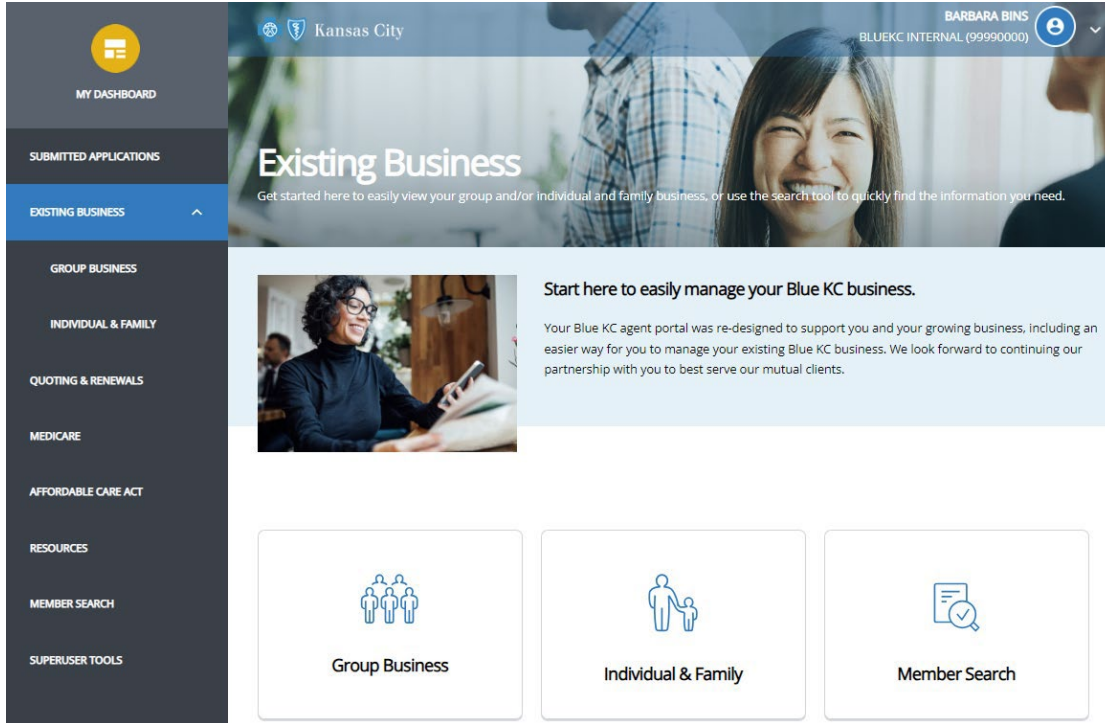 MY DASHBOARD
SUBMITTED APPLICATIONS
EXISTING BUSINESS
GROUP BUSINESS
INDIVIDUAL & FAMILY
QUOTING & RENEWALS
MEDICARE
AFFORDABLE CARE ACT
RESOURCES
MEMBER SEARCH
SUPERUSER TOOLS
Kansas City
BARBARA BINS
BLUEKC INTERNAL (99990000)
Existing Business
Get started here to easily view your group and/or individual and family business, or use the search tool to quickly find the information you need.
Start here to easily manage your Blue KC business.
Your Blue KC agent portal was re-designed to support you and your growing business, including an
easier way for you to manage your existing Blue KC business. We look forward to continuing our
partnership with you to best serve our mutual clients.
Group Business
Individual & Family
Member Search